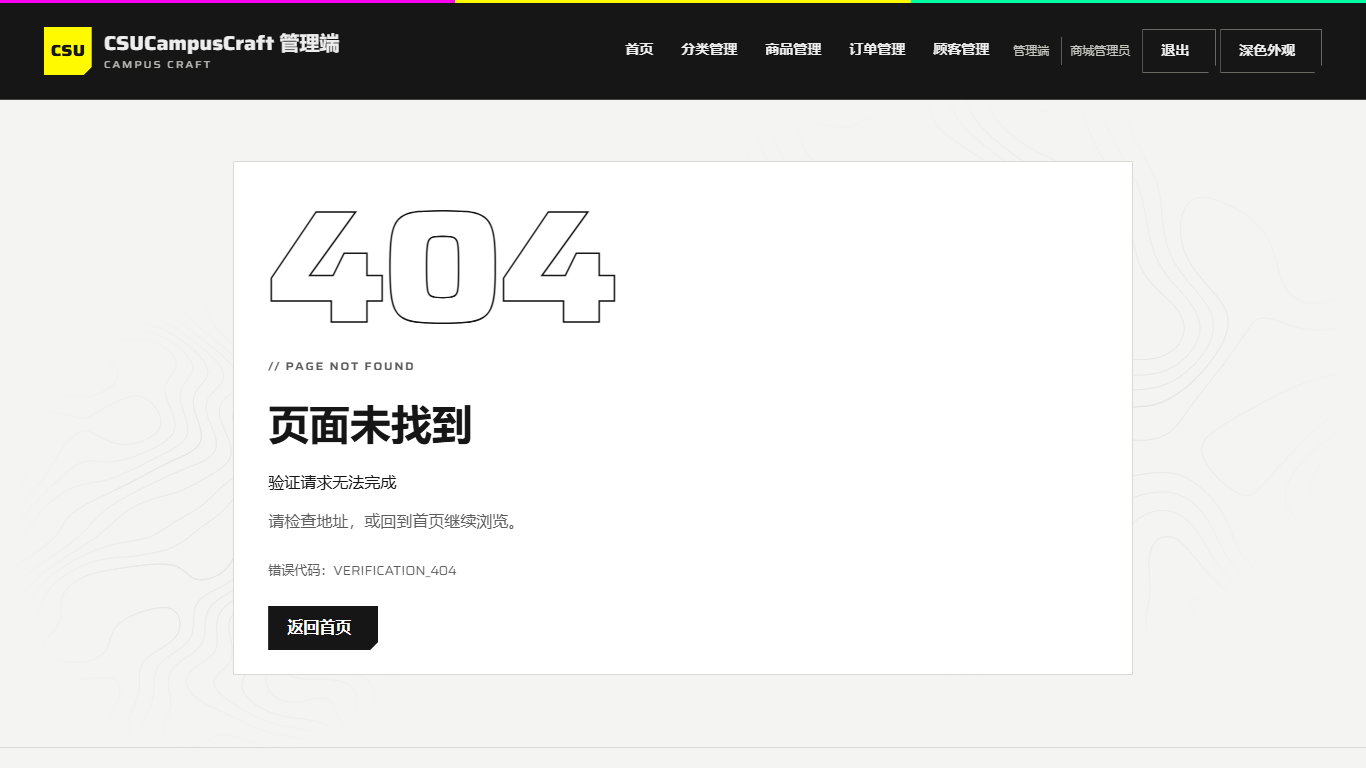 CSU
CSUCampusCraft 管理端
CAMPUS CRAFT
首页 分类管理 商品管理 订单管理 顾客管理 管理端 商城管理员 退出 深色外观
404
// PAGE NOT FOUND
页面未找到
验证请求无法完成
请检查地址，或回到首页继续浏览。
错误代码：VERIFICATION_404
返回首页